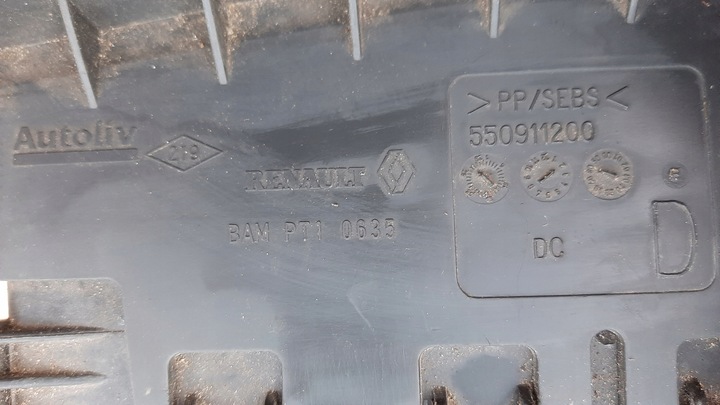 Autoliv 219
RENAULT
BAM PT1 0635
>PP/SEBS<
550911200
DC
D